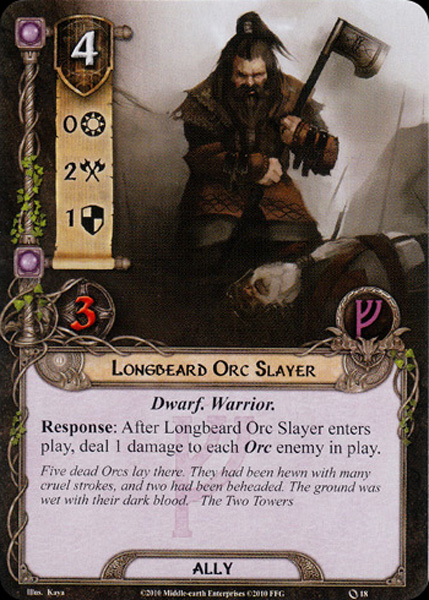 4
0
2
1
3
LONGBEARD ORC SLAYER
Dwarf. Warrior.
Response: After Longbeard Orc Slayer enters
play, deal 1 damage to each Orc enemy in play.
Five dead Orcs lay there. They had been hewn with many
cruel strokes, and two had been beheaded. The ground was
wet with their dark blood. –The Two Towers
ALLY
Illus. Kaya
©2010 Middle-earth Enterprises ©2010 FFG
18